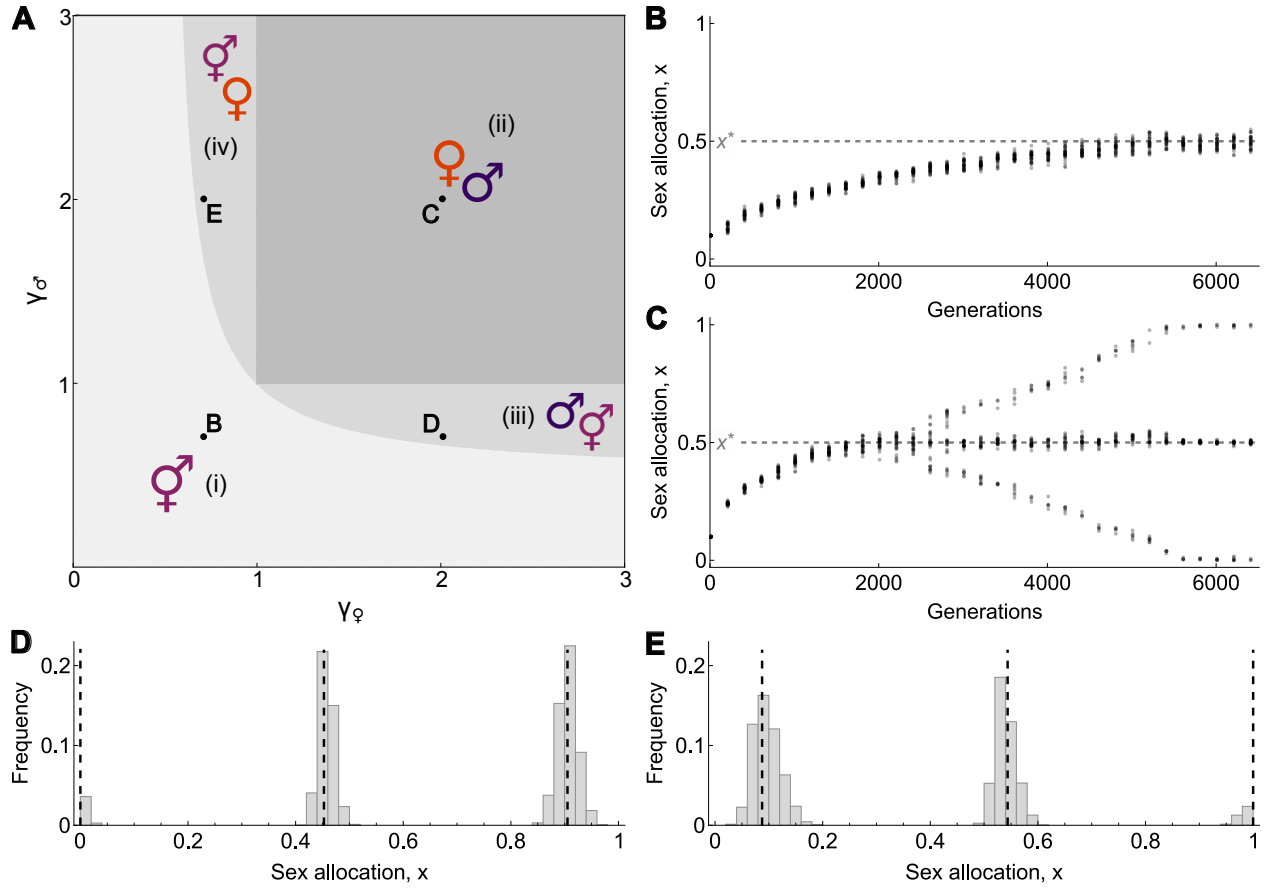 A
3
2
1
0
1
2
3
γ♂
γ♀
(iv)
(ii)
(iii)
(i)
E
C
B
D
B
1
0.5
0
x*
Sex allocation, x
0
2000
4000
6000
Generations
C
1
0.5
0
x*
Sex allocation, x
0
2000
4000
6000
Generations
D
0.2
0.1
0
Frequency
0
0.2
0.4
0.6
0.8
1
Sex allocation, x
E
0.2
0.1
0
Frequency
0
0.2
0.4
0.6
0.8
1
Sex allocation, x